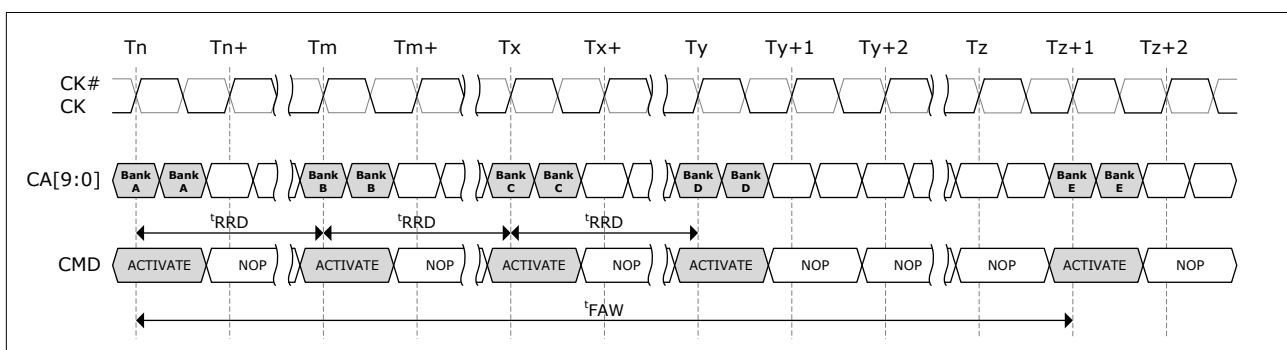 Tn Tn+ Tm Tm+ Tx Tx+ Ty Ty+1 Ty+2 Tz Tz+1 Tz+2
CK#
CK
CA[9:0] Bank A Bank A Bank B Bank B Bank C Bank C Bank D Bank D Bank E Bank E
tRRD tRRD tRRD
CMD ACTIVATE NOP ACTIVATE NOP ACTIVATE NOP ACTIVATE NOP NOP NOP ACTIVATE NOP
tFAW